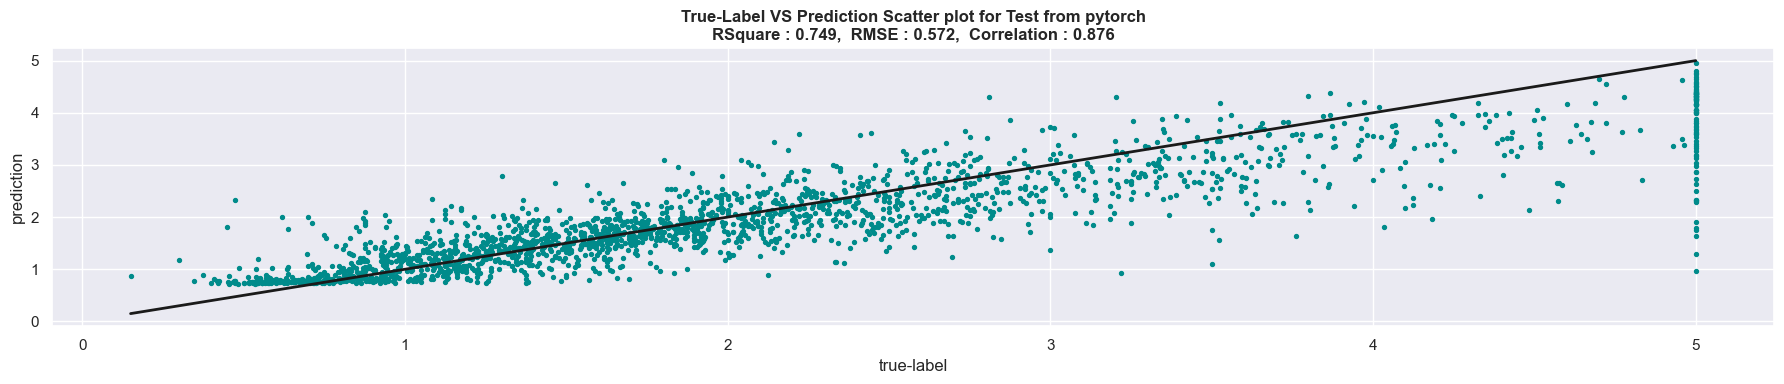 True-Label VS Prediction Scatter plot for Test from pytorch
RSquare : 0.749,  RMSE : 0.572,  Correlation : 0.876
5
4
3
2
1
0
prediction
0 1 2 3 4 5
true-label